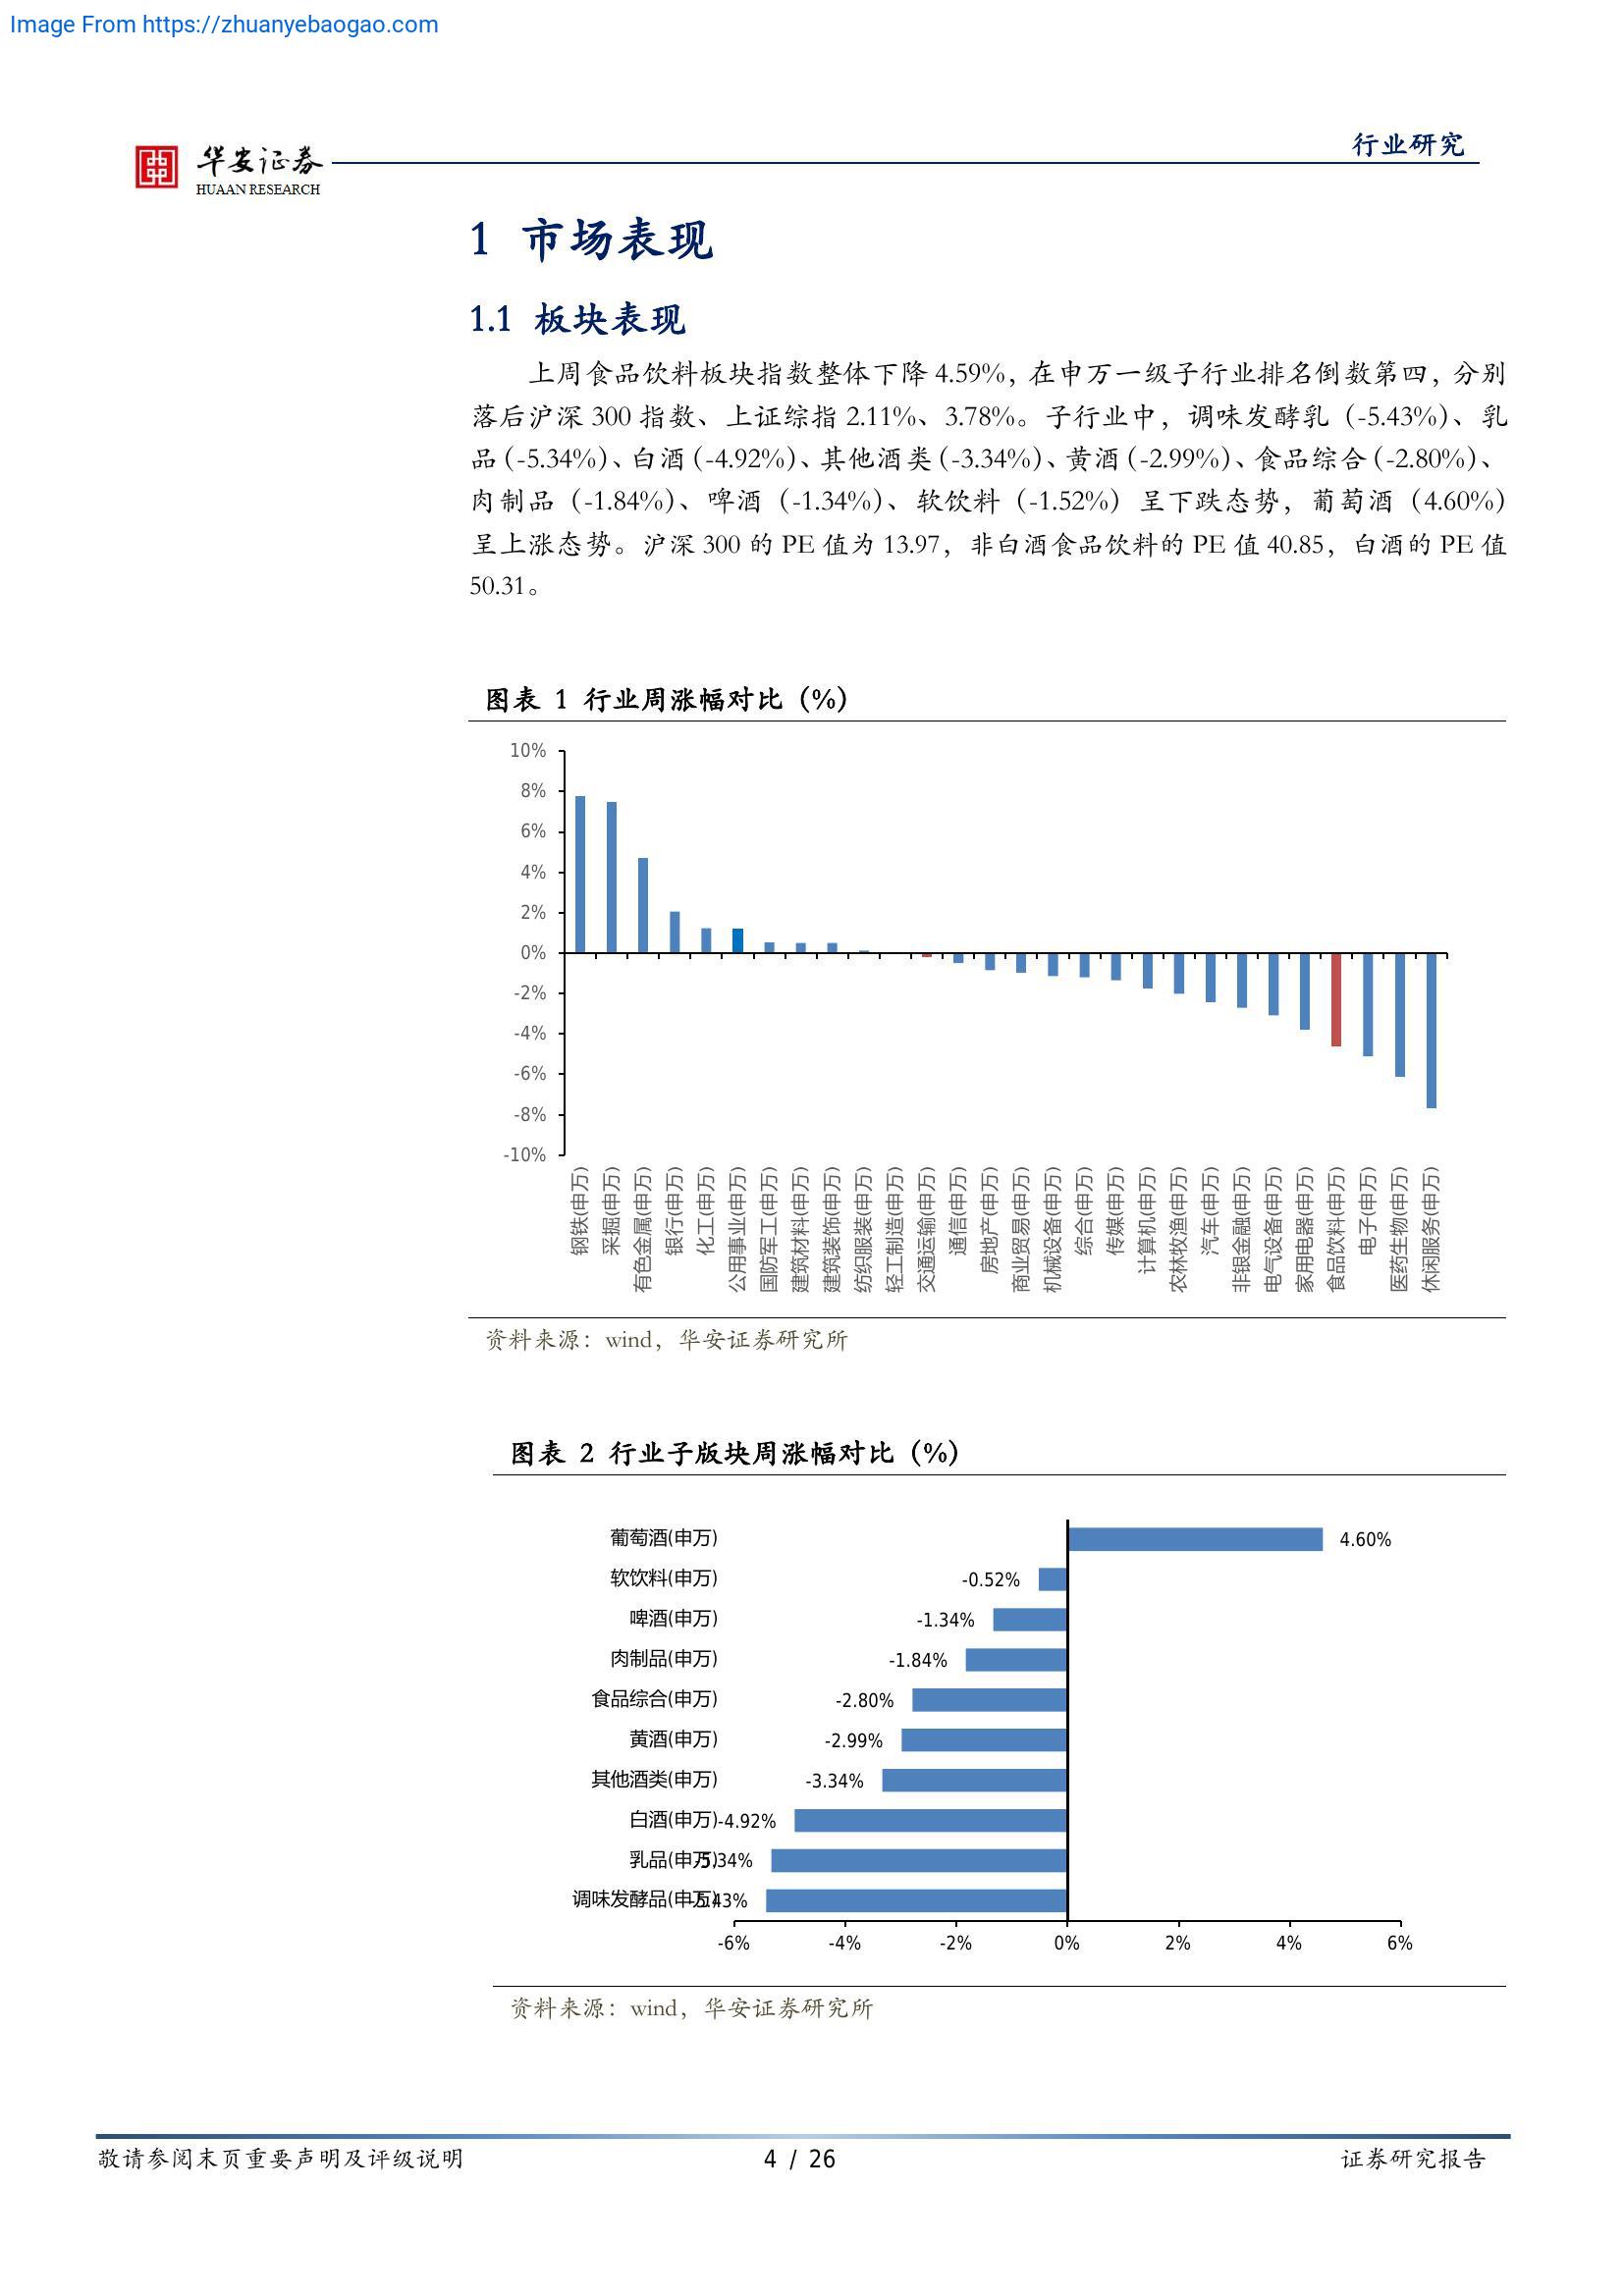 Image From https://zhuanyebaogao.com
华安证券
HUAAN RESEARCH
行业研究
1 市场表现
1.1 板块表现
上周食品饮料板块指数整体下降 4.59%，在申万一级子行业排名倒数第四，分别
落后沪深 300 指数、上证综指 2.11%、3.78%。子行业中，调味发酵乳（-5.43%）、乳
品（-5.34%）、白酒（-4.92%）、其他酒类（-3.34%）、黄酒（-2.99%）、食品综合（-2.80%）、
肉制品（-1.84%）、啤酒（-1.34%）、软饮料（-1.52%）呈下跌态势，葡萄酒（4.60%）
呈上涨态势。沪深 300 的 PE 值为 13.97，非白酒食品饮料的 PE 值 40.85，白酒的 PE 值
50.31。
图表 1 行业周涨幅对比（%）
10%
8%
6%
4%
2%
0%
-2%
-4%
-6%
-8%
-10%
钢铁(申万)
采掘(申万)
有色金属(申万)
银行(申万)
化工(申万)
公用事业(申万)
国防军工(申万)
建筑材料(申万)
建筑装饰(申万)
纺织服装(申万)
轻工制造(申万)
交通运输(申万)
通信(申万)
房地产(申万)
商业贸易(申万)
机械设备(申万)
综合(申万)
传媒(申万)
计算机(申万)
农林牧渔(申万)
汽车(申万)
非银金融(申万)
电气设备(申万)
家用电器(申万)
食品饮料(申万)
电子(申万)
医药生物(申万)
休闲服务(申万)
资料来源：wind，华安证券研究所
图表 2 行业子版块周涨幅对比（%）
葡萄酒(申万) 4.60%
软饮料(申万) -0.52%
啤酒(申万) -1.34%
肉制品(申万) -1.84%
食品综合(申万) -2.80%
黄酒(申万) -2.99%
其他酒类(申万) -3.34%
白酒(申万) -4.92%
乳品(申万) -5.34%
调味发酵品(申万) -5.43%
-6% -4% -2% 0% 2% 4% 6%
资料来源：wind，华安证券研究所
敬请参阅末页重要声明及评级说明 4 / 26 证券研究报告